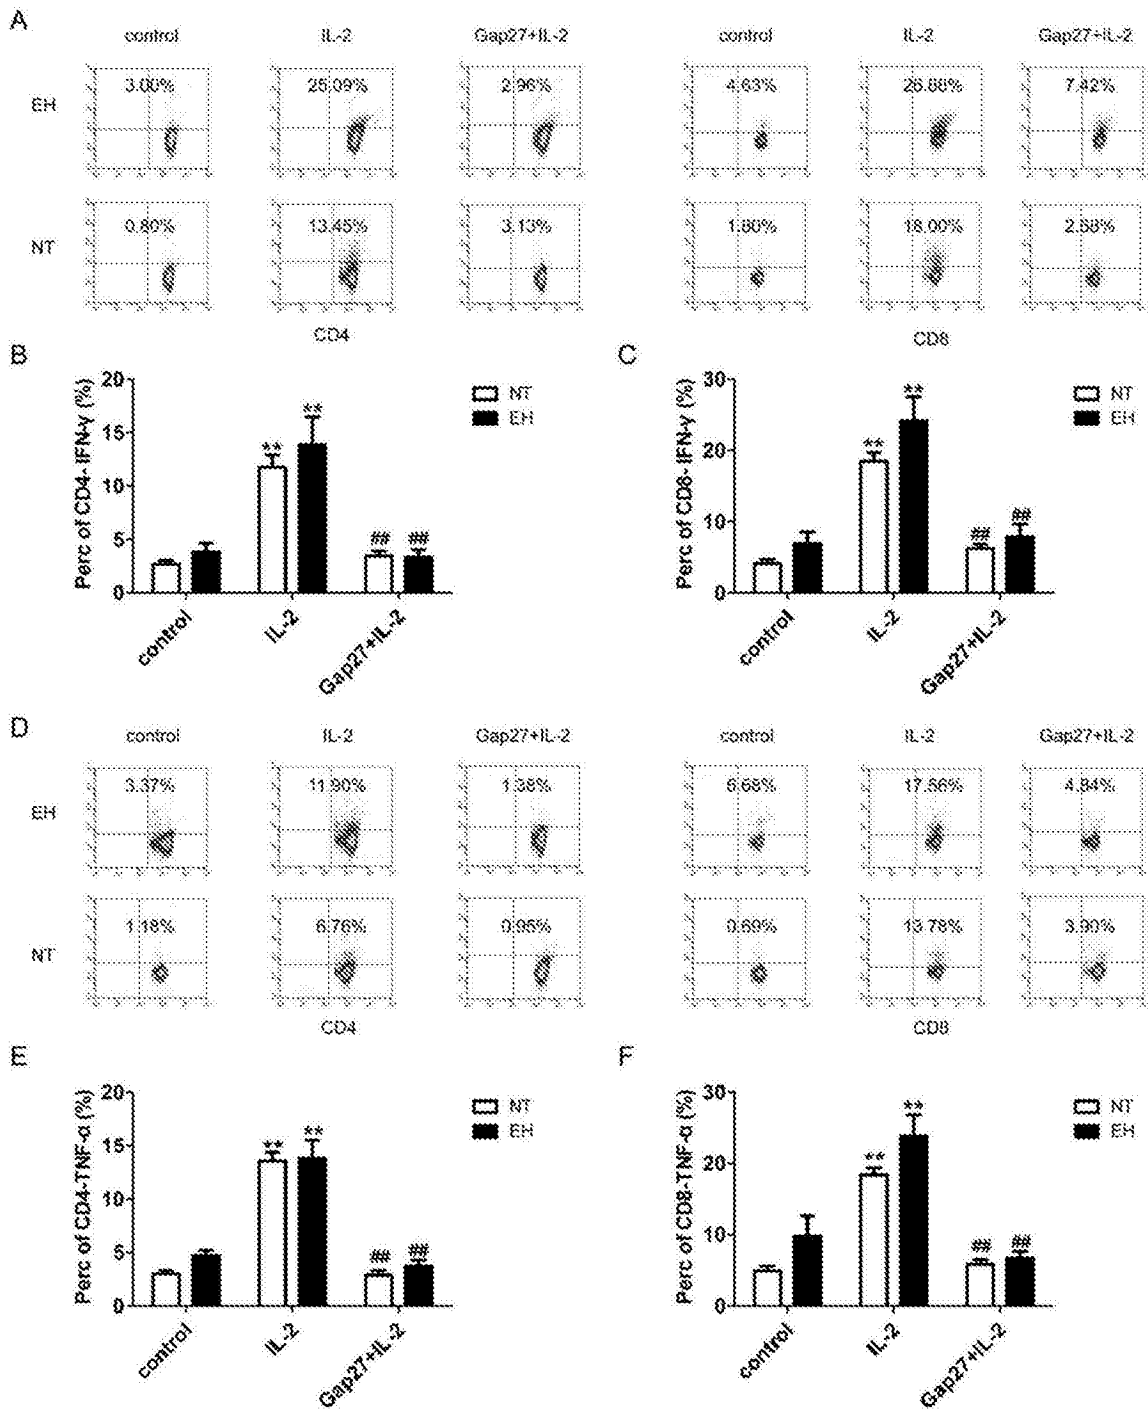 A
control IL-2 Gap27+IL-2 control IL-2 Gap27+IL-2
EH 3.00% 25.09% 2.96% 4.63% 26.88% 7.42%
NT 0.80% 13.45% 3.13% 1.80% 18.00% 2.88%
CD4 CD8
B
Perc of CD4- IFN-γ (%)
20
15
10
5
0
** **
## ##
NT
EH
control IL-2 Gap27+IL-2
C
Perc of CD8- IFN-γ (%)
30
20
10
0
** **
## ##
NT
EH
control IL-2 Gap27+IL-2
D
control IL-2 Gap27+IL-2 control IL-2 Gap27+IL-2
EH 3.37% 11.90% 1.38% 17.56% 4.84%
NT 1.18% 6.76% 0.95% 0.69% 13.78% 3.90%
CD4 CD8
E
Perc of CD4-TNF-α (%)
20
15
10
5
0
** **
## ##
NT
EH
control IL-2 Gap27+IL-2
F
Perc of CD8-TNF-α (%)
30
20
10
0
** **
## ##
NT
EH
control IL-2 Gap27+IL-2